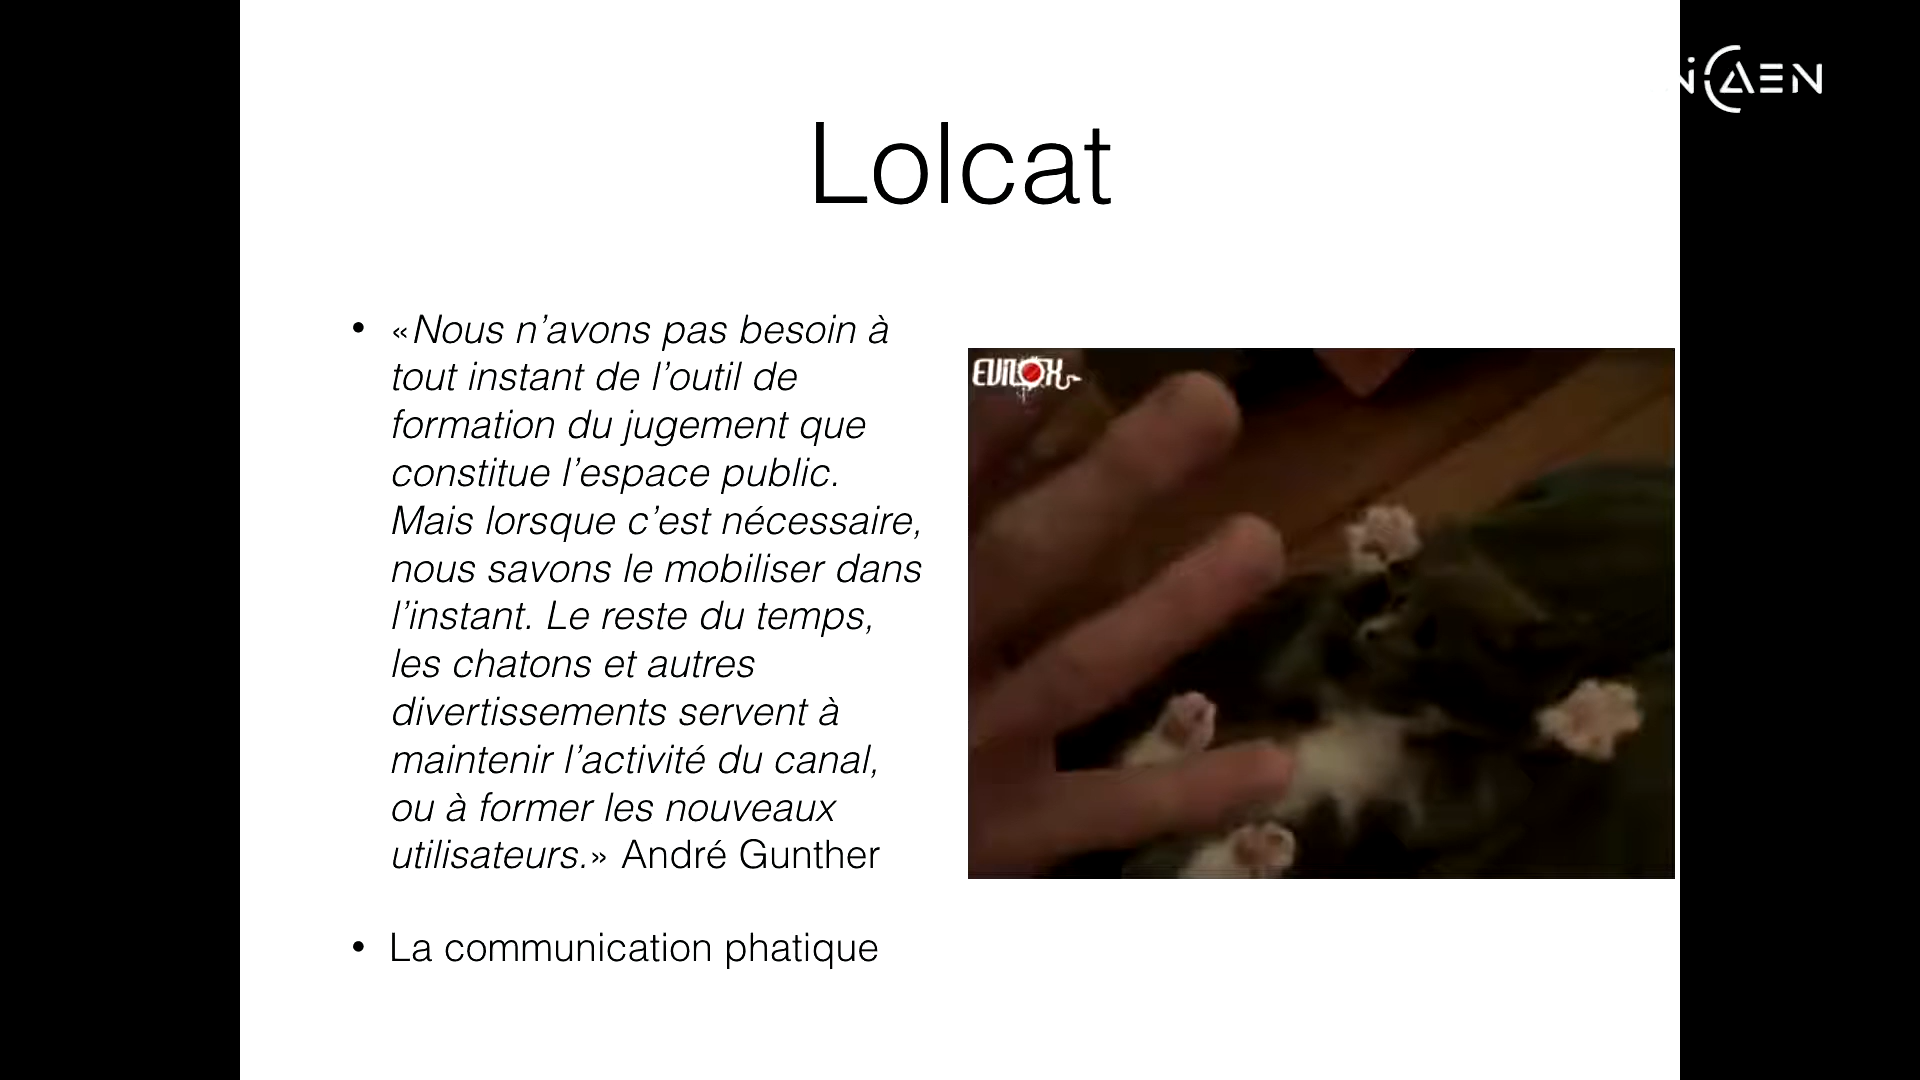 NiCAEN
Lolcat
• «Nous n’avons pas besoin à
tout instant de l’outil de
formation du jugement que
constitue l’espace public.
Mais lorsque c’est nécessaire,
nous savons le mobiliser dans
l’instant. Le reste du temps,
les chatons et autres
divertissements servent à
maintenir l’activité du canal,
ou à former les nouveaux
utilisateurs.» André Gunther
• La communication phatique
EVILOX